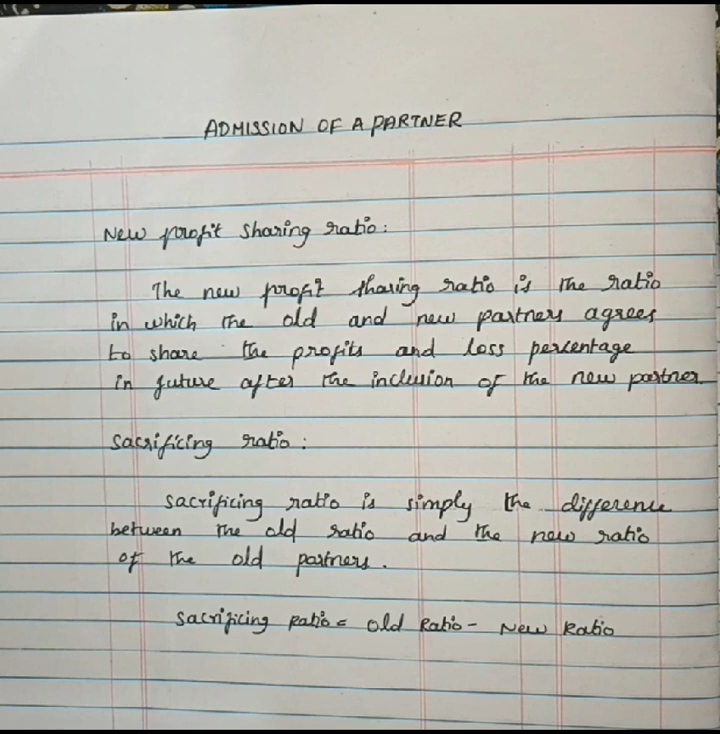 ADMISSION OF A PARTNER
New profit sharing ratio:
The new profit sharing ratio is the ratio
in which the old and new partners agrees
to share the profits and loss percentage
in future after the inclusion of the new partner
Sacrificing ratio:
Sacrificing ratio is simply the difference
between the old ratio and the new ratio
of the old partners.
Sacrificing Ratio = Old Ratio - New Ratio